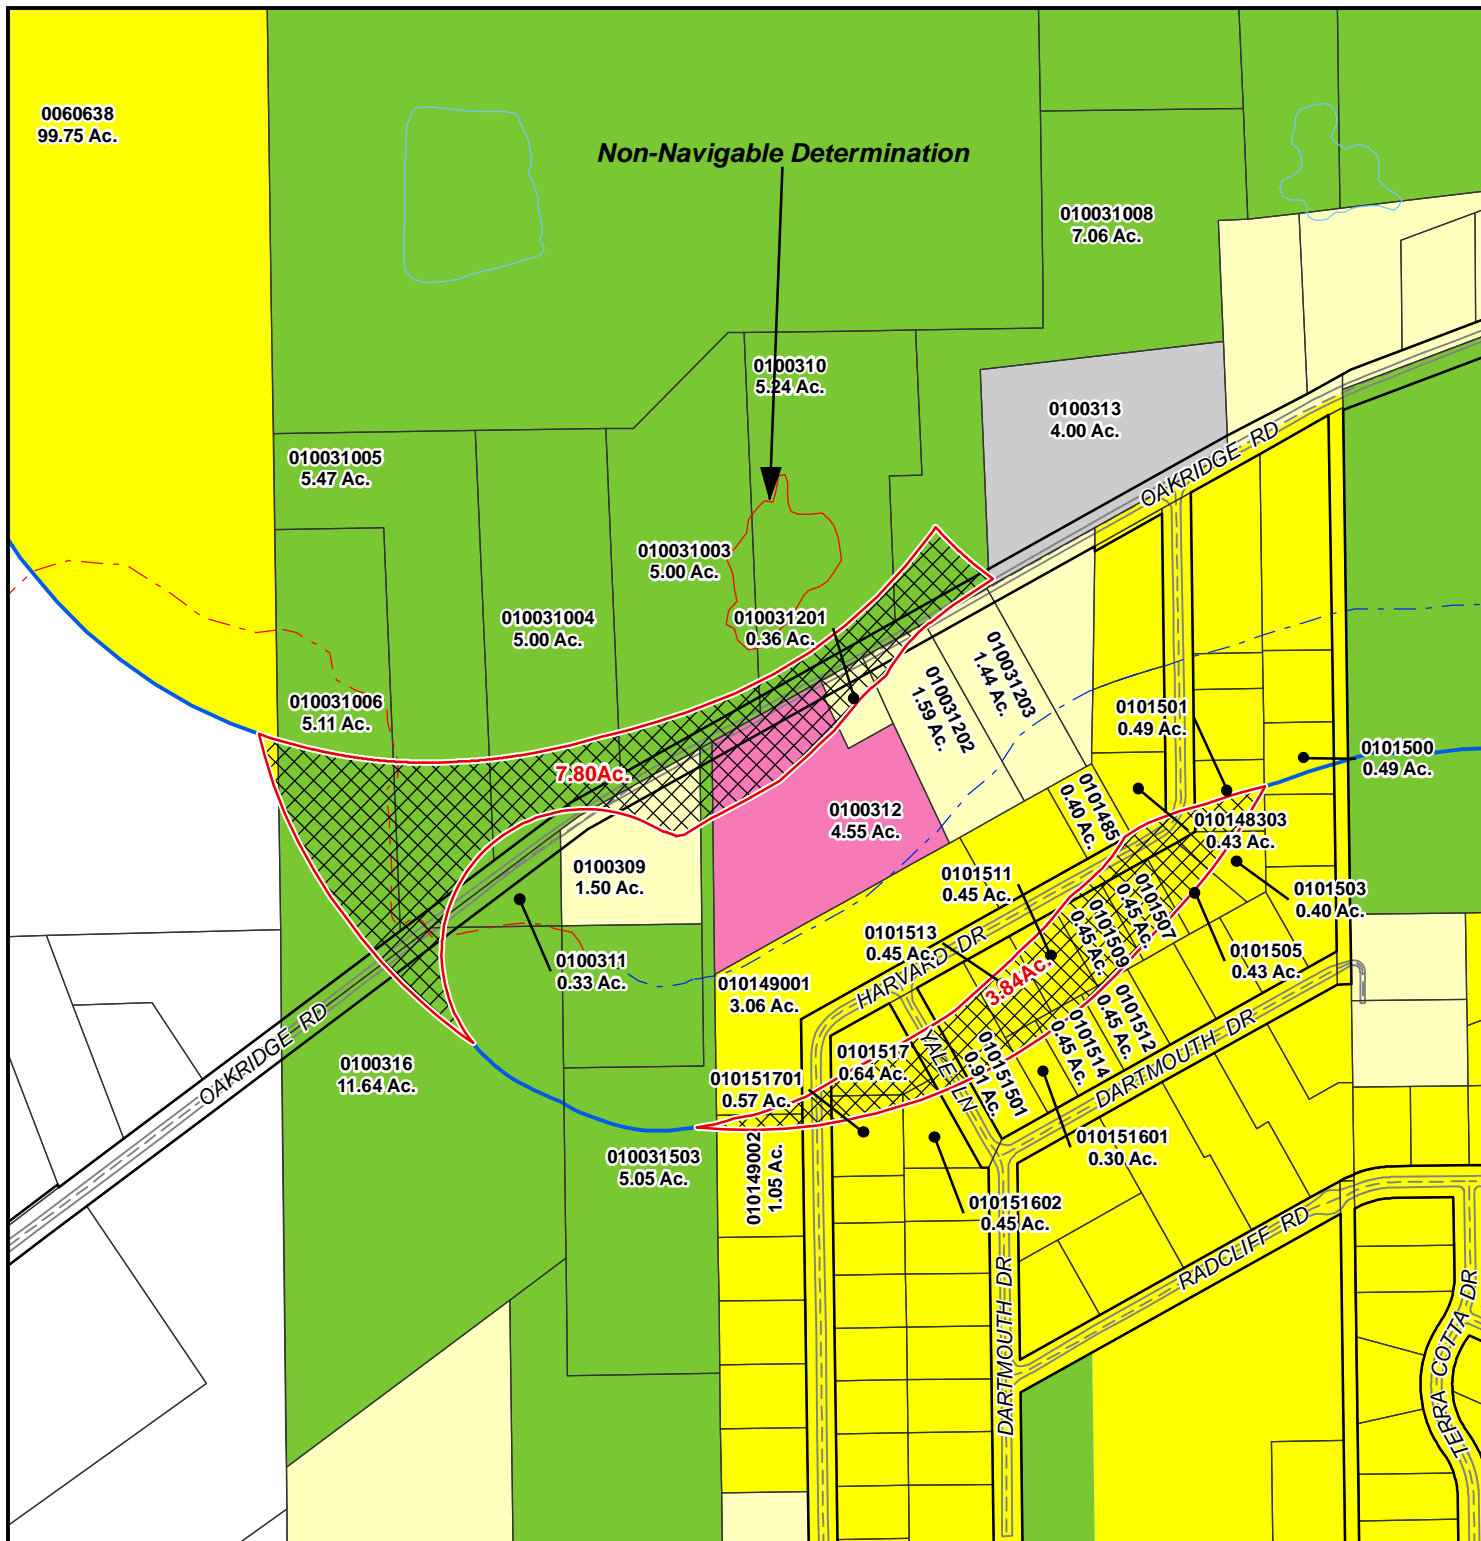 0060638
99.75 Ac.
Non-Navigable Determination
010031008
7.06 Ac.
0100310
5.24 Ac.
0100313
4.00 Ac.
010031005
5.47 Ac.
OAKRIDGE RD
010031003
5.00 Ac.
010031004
5.00 Ac.
010031201
0.36 Ac.
010031203
1.44 Ac.
010031202
1.59 Ac.
010031006
5.11 Ac.
0101501
0.49 Ac.
0101500
0.49 Ac.
7.80Ac.
0100312
4.55 Ac.
0101485
0.40 Ac.
010148303
0.43 Ac.
0100309
1.50 Ac.
0101511
0.45 Ac.
0101503
0.40 Ac.
0101507
0.45 Ac.
0101509
0.45 Ac.
0101513
0.45 Ac.
0101505
0.43 Ac.
HARVARD DR
3.84Ac.
0100311
0.33 Ac.
010149001
3.06 Ac.
0101512
0.45 Ac.
0101514
0.45 Ac.
OAKRIDGE RD
0100316
11.64 Ac.
0101517
0.64 Ac.
YALE LN
010151501
0.91 Ac.
DARTMOUTH DR
010151701
0.57 Ac.
010151601
0.30 Ac.
010031503
5.05 Ac.
010149002
1.05 Ac.
010151602
0.45 Ac.
RADCLIFF RD
DARTMOUTH DR
TERRA COTTA DR